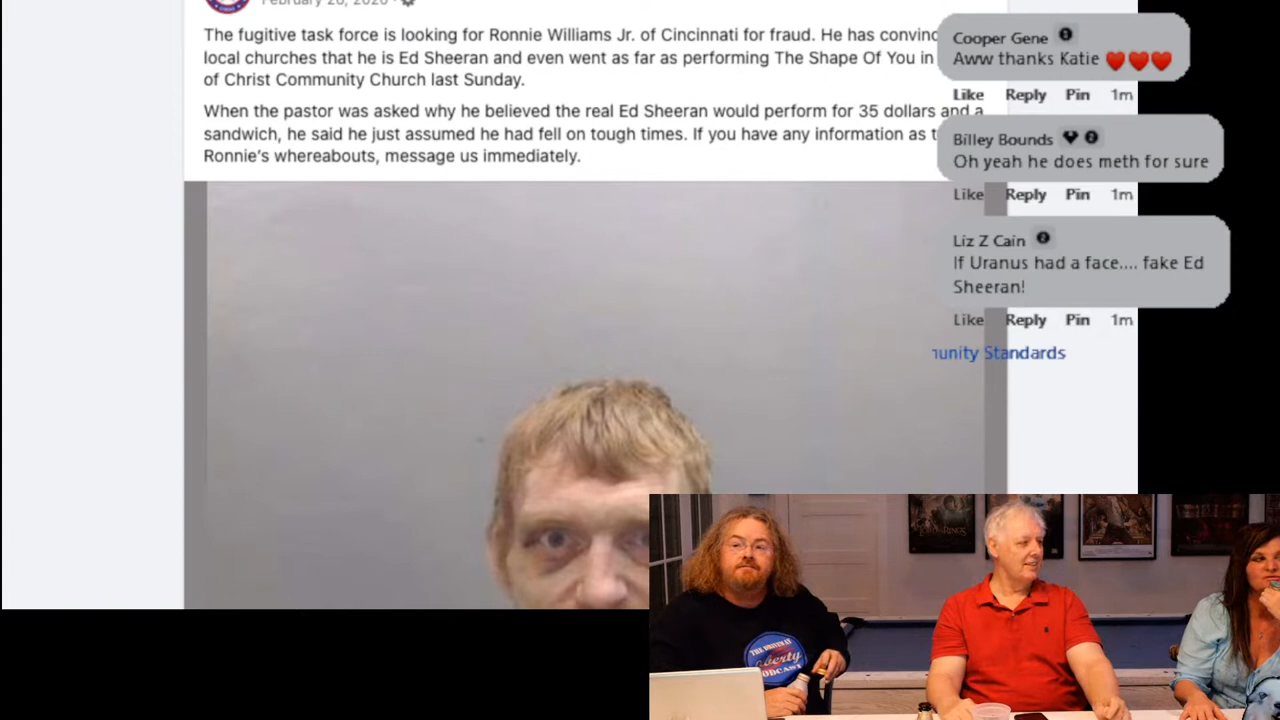 The fugitive task force is looking for Ronnie Williams Jr. of Cincinnati for fraud. He has convinc
local churches that he is Ed Sheeran and even went as far as performing The Shape Of You in
of Christ Community Church last Sunday.
When the pastor was asked why he believed the real Ed Sheeran would perform for 35 dollars and a
sandwich, he said he just assumed he had fell on tough times. If you have any information as t
Ronnie's whereabouts, message us immediately.
Cooper Gene
Aww thanks Katie ❤️❤️❤️
Like Reply Pin 1m
Billey Bounds
Oh yeah he does meth for sure
Like Reply Pin 1m
Liz Z Cain
If Uranus had a face.... fake Ed
Sheeran!
Like Reply Pin 1m
unity Standards
Liberty
PODCAST